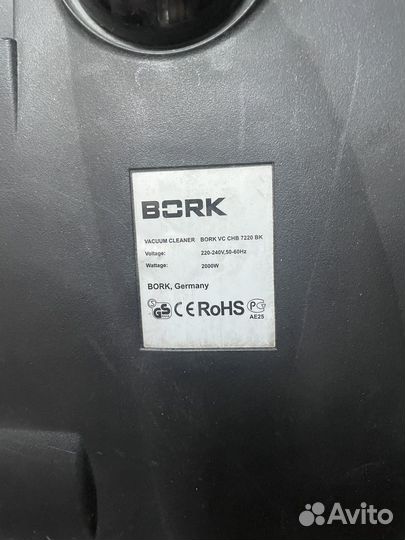 BORK
VACUUM CLEANER BORK VC CHB 7220 BK
Voltage: 220-240V,50-60Hz
Wattage: 2000W
BORK, Germany
S GS CE RoHS РСТ
AE25
Avito